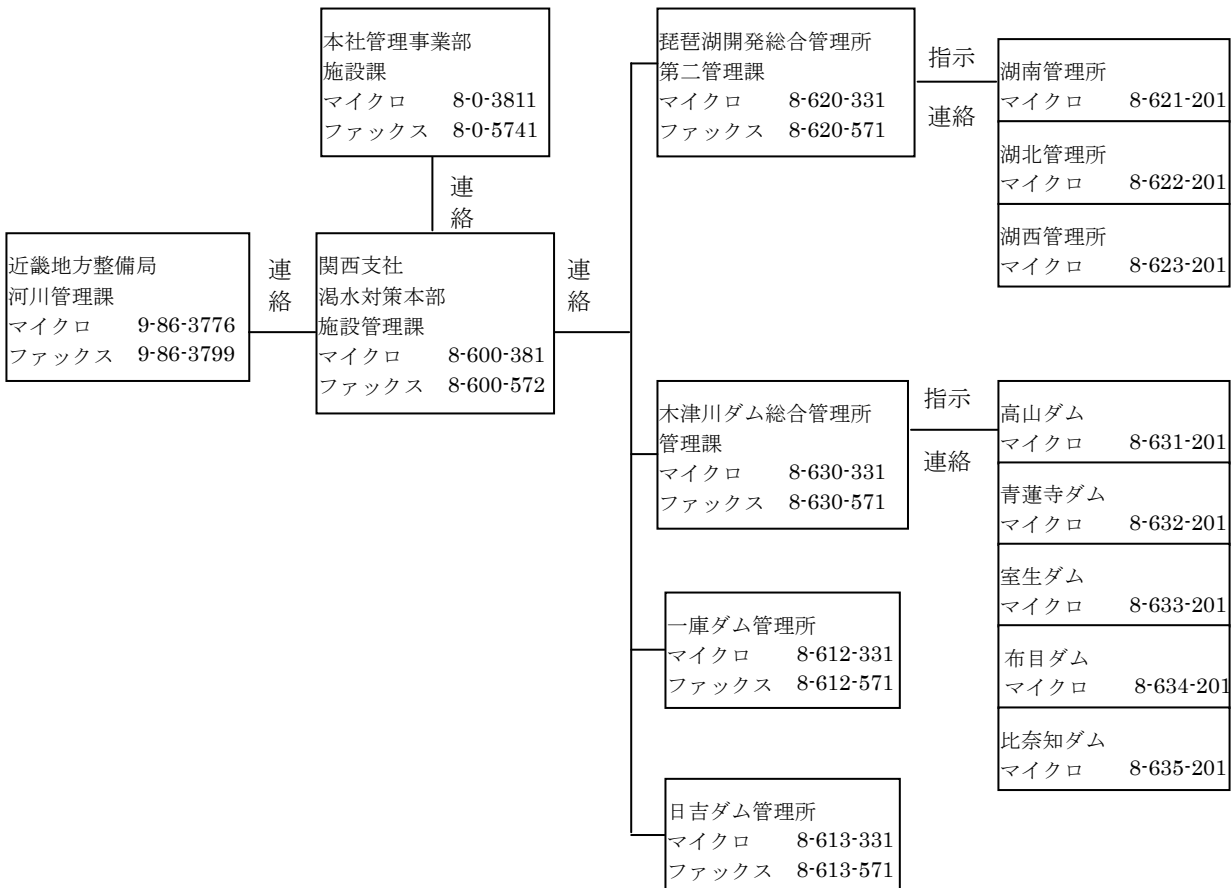 本社管理事業部
施設課
マイクロ 8-0-3811
ファックス 8-0-5741
連絡
近畿地方整備局
河川管理課
マイクロ 9-86-3776
ファックス 9-86-3799
連絡
関西支社
渇水対策本部
施設管理課
マイクロ 8-600-381
ファックス 8-600-572
連絡
琵琶湖開発総合管理所
第二管理課
マイクロ 8-620-331
ファックス 8-620-571
指示
連絡
湖南管理所
マイクロ 8-621-201
湖北管理所
マイクロ 8-622-201
湖西管理所
マイクロ 8-623-201
木津川ダム総合管理所
管理課
マイクロ 8-630-331
ファックス 8-630-571
指示
連絡
高山ダム
マイクロ 8-631-201
青蓮寺ダム
マイクロ 8-632-201
室生ダム
マイクロ 8-633-201
布目ダム
マイクロ 8-634-201
比奈知ダム
マイクロ 8-635-201
一庫ダム管理所
マイクロ 8-612-331
ファックス 8-612-571
日吉ダム管理所
マイクロ 8-613-331
ファックス 8-613-571